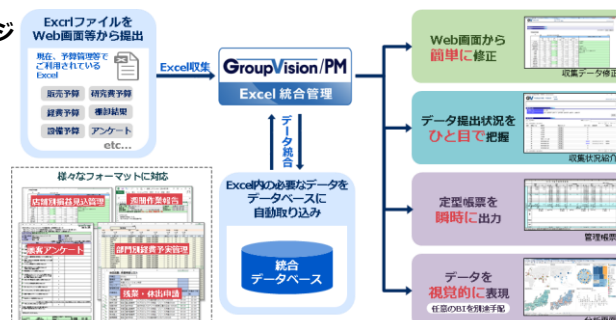 ジ
Excrlファイルを
Web画面等から提出
現在、予算管理等で
ご利用されている
Excel
販売予算 研究費予算
経費予算 棚卸結果
設備予算 アンケート
etc...
Excel収集
GroupVision/PM
Excel 統合管理
データ統合
Excel内の必要なデータを
データベースに
自動取り込み
統合
データベース
様々なフォーマットに対応
店舗別損益見込管理
週間作業報告
顧客アンケート
部門別経費予実管理
残業・休出申請
Web画面から
簡単に修正
収集データ修正
データ提出状況を
ひと目で把握
収集状況紹介
定型帳票を
瞬時に出力
管理帳票
データを
視覚的に表現
任意のBIを別途手配